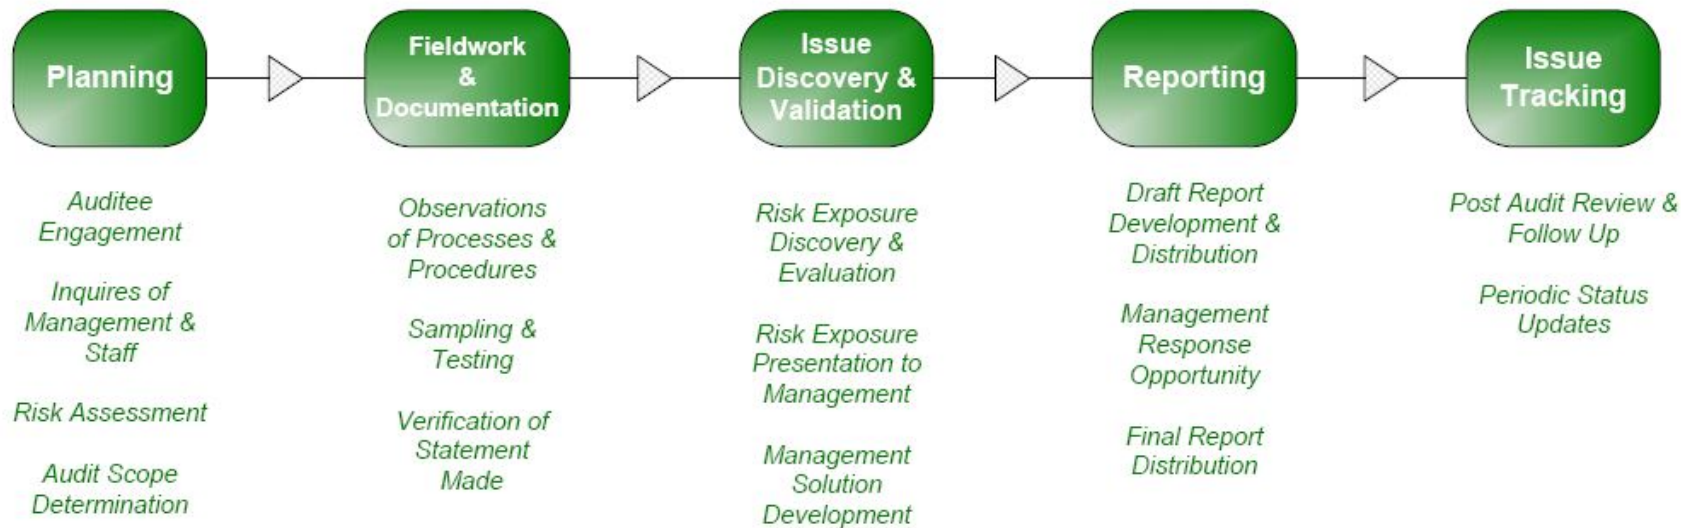 Planning
Fieldwork
&
Documentation
Issue
Discovery &
Validation
Reporting
Issue
Tracking
Auditee
Engagement
Inquires of
Management &
Staff
Risk Assessment
Audit Scope
Determination
Observations
of Processes &
Procedures
Sampling &
Testing
Verification of
Statement
Made
Risk Exposure
Discovery &
Evaluation
Risk Exposure
Presentation to
Management
Management
Solution
Development
Draft Report
Development &
Distribution
Management
Response
Opportunity
Final Report
Distribution
Post Audit Review &
Follow Up
Periodic Status
Updates